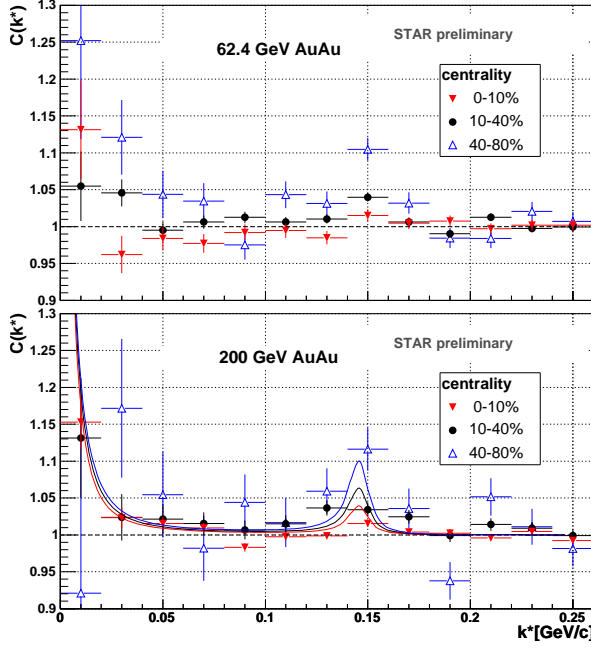 C(k*)
1.3
1.25
1.2
1.15
1.1
1.05
1
0.95
0.9
62.4 GeV AuAu
STAR preliminary
centrality
0-10%
10-40%
40-80%
C(k*)
1.3
1.25
1.2
1.15
1.1
1.05
1
0.95
0.9
200 GeV AuAu
STAR preliminary
centrality
0-10%
10-40%
40-80%
0 0.05 0.1 0.15 0.2 0.25
k*[GeV/c]